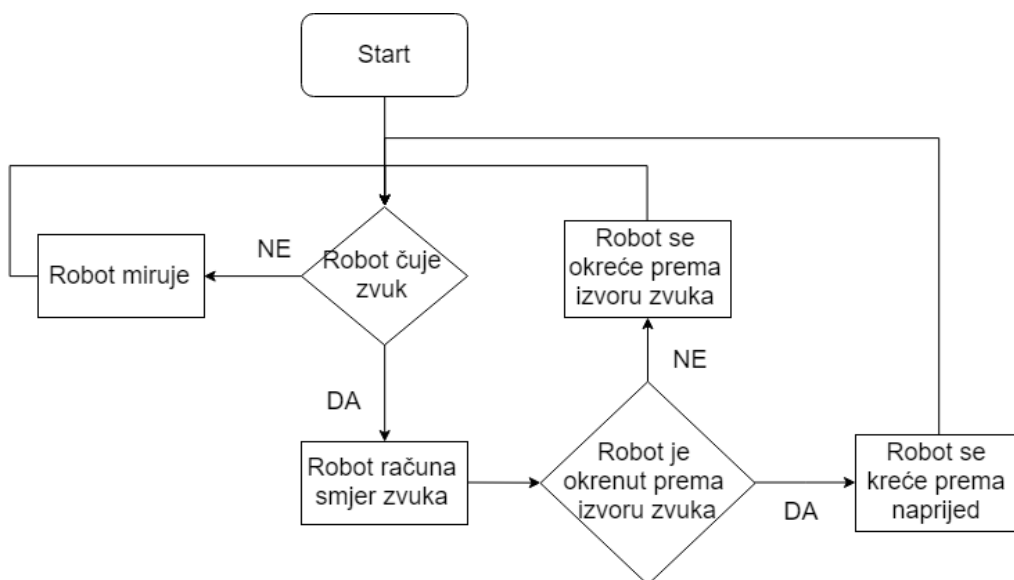 Start
NE
Robot miruje
Robot čuje
zvuk
Robot se
okreće prema
izvoru zvuka
DA
NE
Robot računa
smjer zvuka
Robot je
okrenut prema
izvoru zvuka
DA
Robot se
kreće prema
naprijed